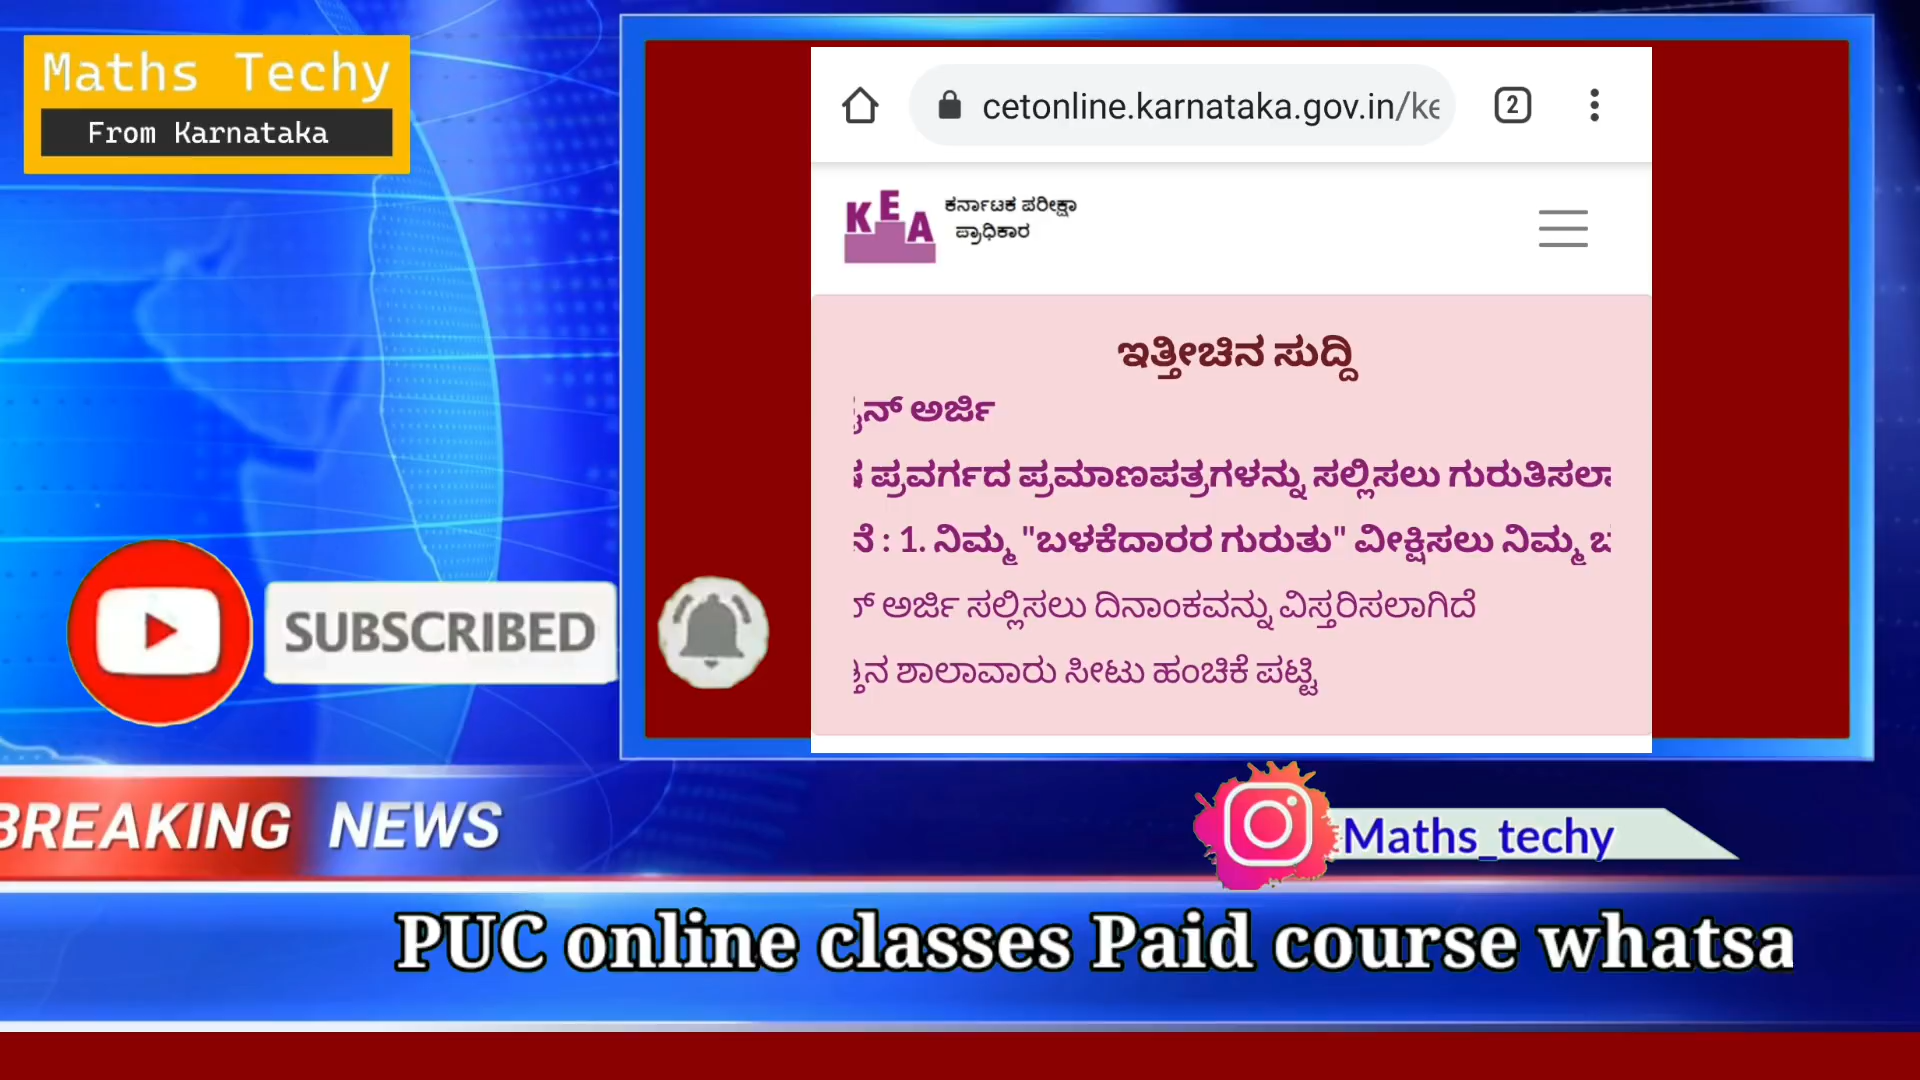 Maths Techy
From Karnataka
cetonline.karnataka.gov.in/ke
2
KEA
ಕರ್ನಾಟಕ ಪರೀಕ್ಷಾ
ಪ್ರಾಧಿಕಾರ
ಇತ್ತೀಚಿನ ಸುದ್ದಿ
ಅರ್ಜಿ
ಪ್ರವರ್ಗದ ಪ್ರಮಾಣಪತ್ರಗಳನ್ನು ಸಲ್ಲಿಸಲು
: 1. ನಿಮ್ಮ "ಬಳಕೆದಾರರ ಗುರುತು" ವೀಕ್ಷಿಸಲು ನಿಮ್ಮ
ಅರ್ಜಿ ಸಲ್ಲಿಸಲು ದಿನಾಂಕವನ್ನು ವಿಸ್ತರಿಸಲಾಗಿದೆ
ಶಾಲಾವಾರು ಸೀಟು ಹಂಚಿಕೆ ಪಟ್ಟಿ
SUBSCRIBED
BREAKING NEWS
Maths_techy
PUC online classes Paid course whatsa